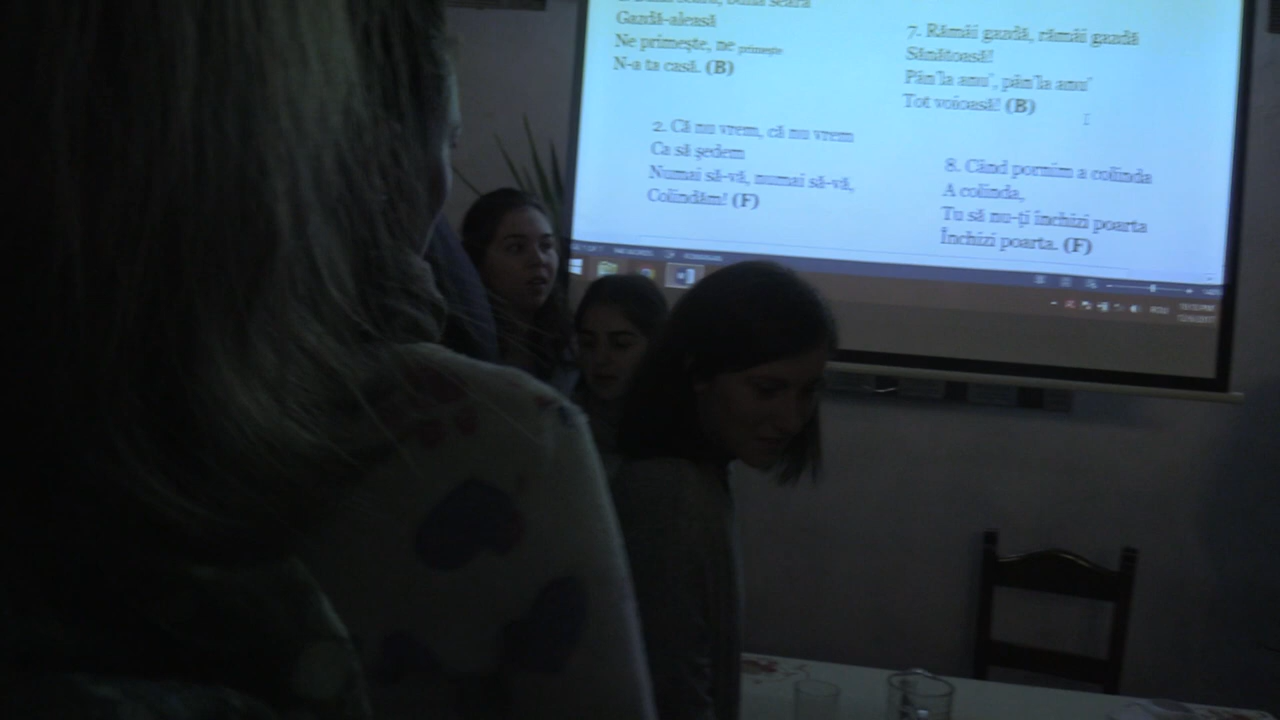 bună seara
Gazdă-aleasă
Ne primește, ne primește
N-a ta casă. (B)
2. Că nu vrem, că nu vrem
Ca să ședem
Numai să-vă, numai să-vă,
Colindăm! (F)
7. Rămâi gazdă, rămâi gazdă
Sănătoasă!
Pân'la anu', pân'la anu'
Tot voioasă! (B)
8. Când pornim a colinda
A colinda,
Tu să nu-ți închizi poarta
Închizi poarta. (F)